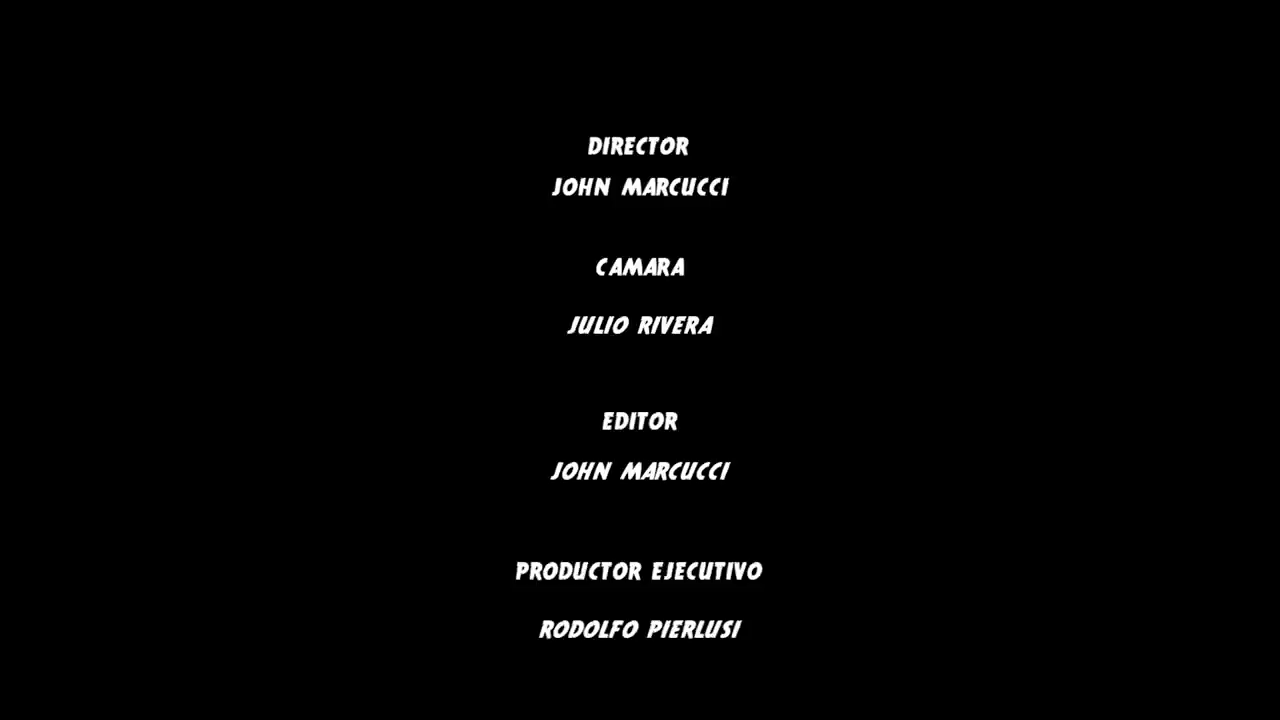 DIRECTOR
JOHN MARCUCCI
CAMARA
JULIO RIVERA
EDITOR
JOHN MARCUCCI
PRODUCTOR EJECUTIVO
RODOLFO PIERLUSI